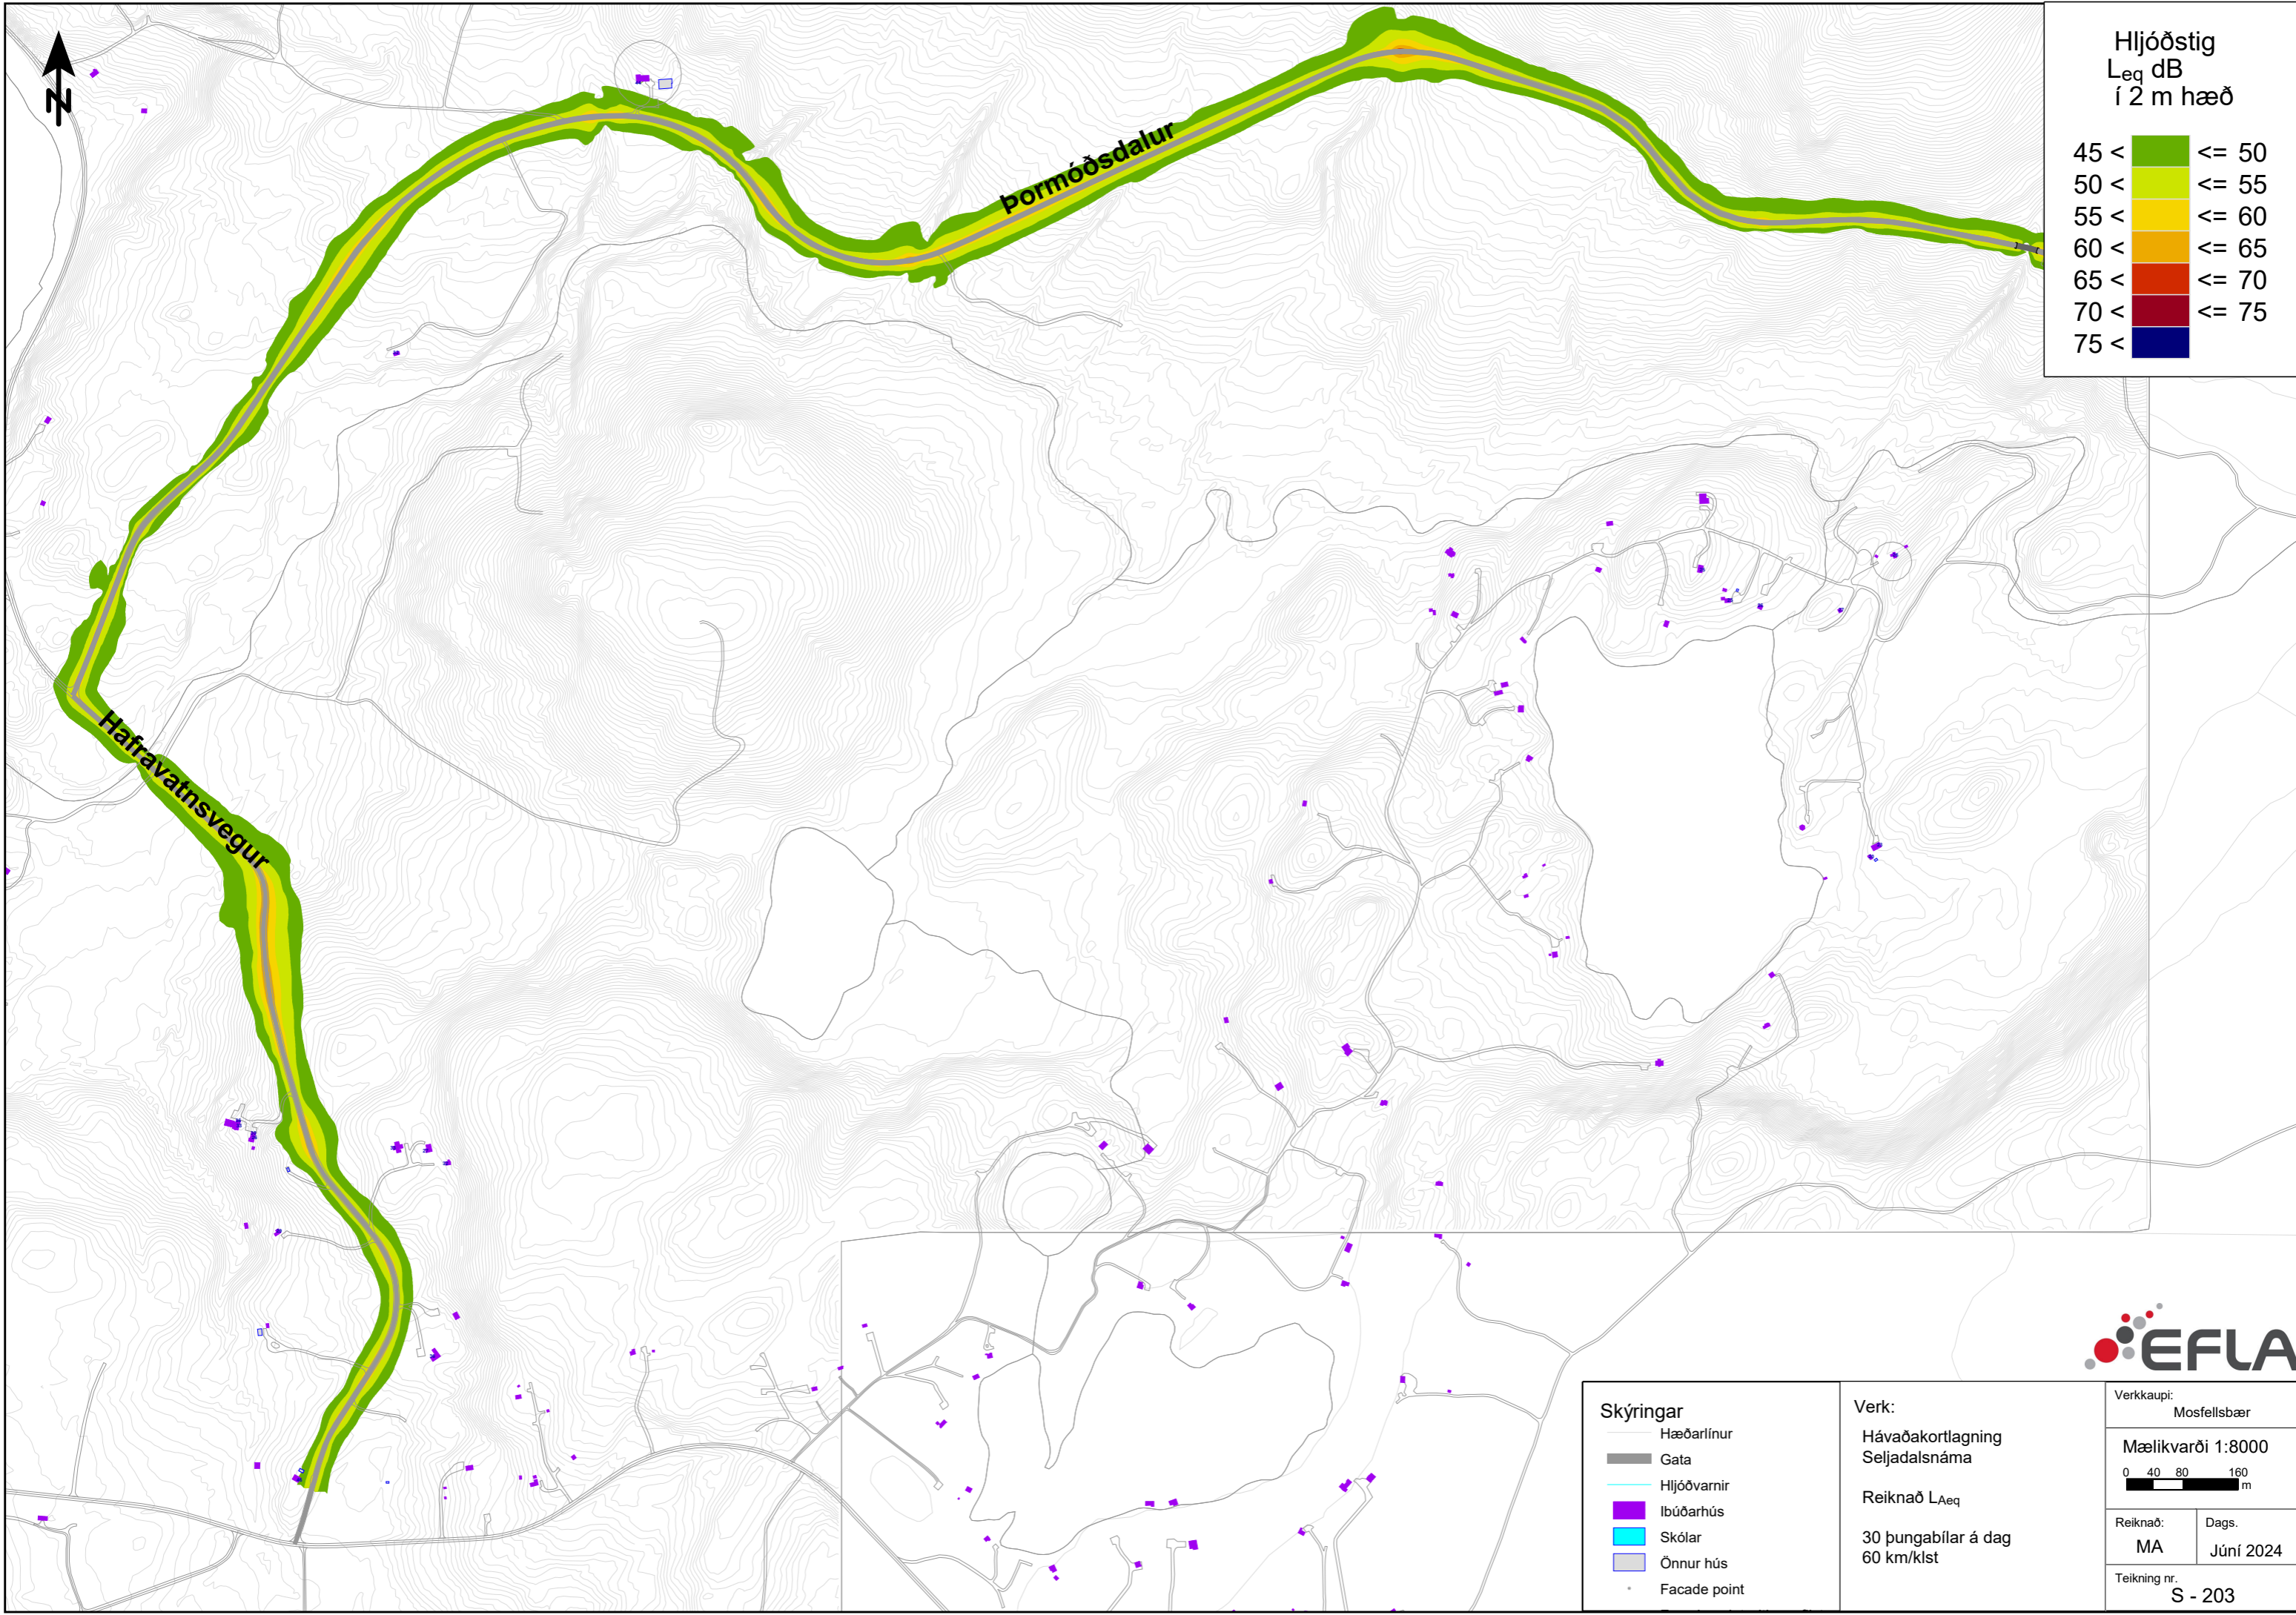 N
Þormóðsdalur
Hafravatnsvegur
Hljóðstig
Leq dB
í 2 m hæð
45 < <= 50
50 < <= 55
55 < <= 60
60 < <= 65
65 < <= 70
70 < <= 75
75 <
EFLA
Skýringar
Hæðarlínur
Gata
Hljóðvarnir
Ibúðarhús
Skólar
Önnur hús
Facade point
Verk:
Hávaðakortlagning
Seljadalsnáma
Reiknað LAeq
30 þungabílar á dag
60 km/klst
Verkkaupi:
Mosfellsbær
Mælikvarði 1:8000
0 40 80 160
m
Reiknað:
MA
Dags.
Júní 2024
Teikning nr.
S - 203